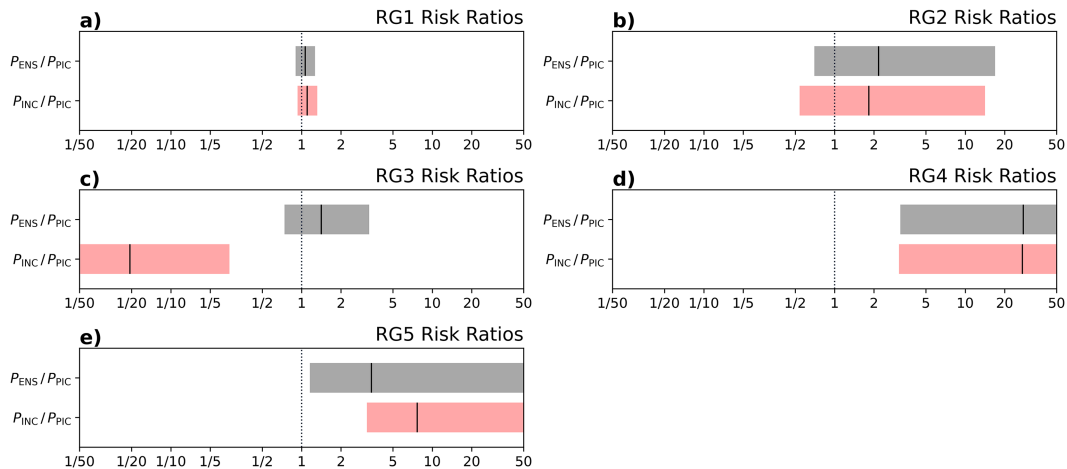 a) RG1 Risk Ratios
P_ENS / P_PIC
P_INC / P_PIC
1/50 1/20 1/10 1/5 1/2 1 2 5 10 20 50
b) RG2 Risk Ratios
P_ENS / P_PIC
P_INC / P_PIC
1/50 1/20 1/10 1/5 1/2 1 2 5 10 20 50
c) RG3 Risk Ratios
P_ENS / P_PIC
P_INC / P_PIC
1/50 1/20 1/10 1/5 1/2 1 2 5 10 20 50
d) RG4 Risk Ratios
P_ENS / P_PIC
P_INC / P_PIC
1/50 1/20 1/10 1/5 1/2 1 2 5 10 20 50
e) RG5 Risk Ratios
P_ENS / P_PIC
P_INC / P_PIC
1/50 1/20 1/10 1/5 1/2 1 2 5 10 20 50